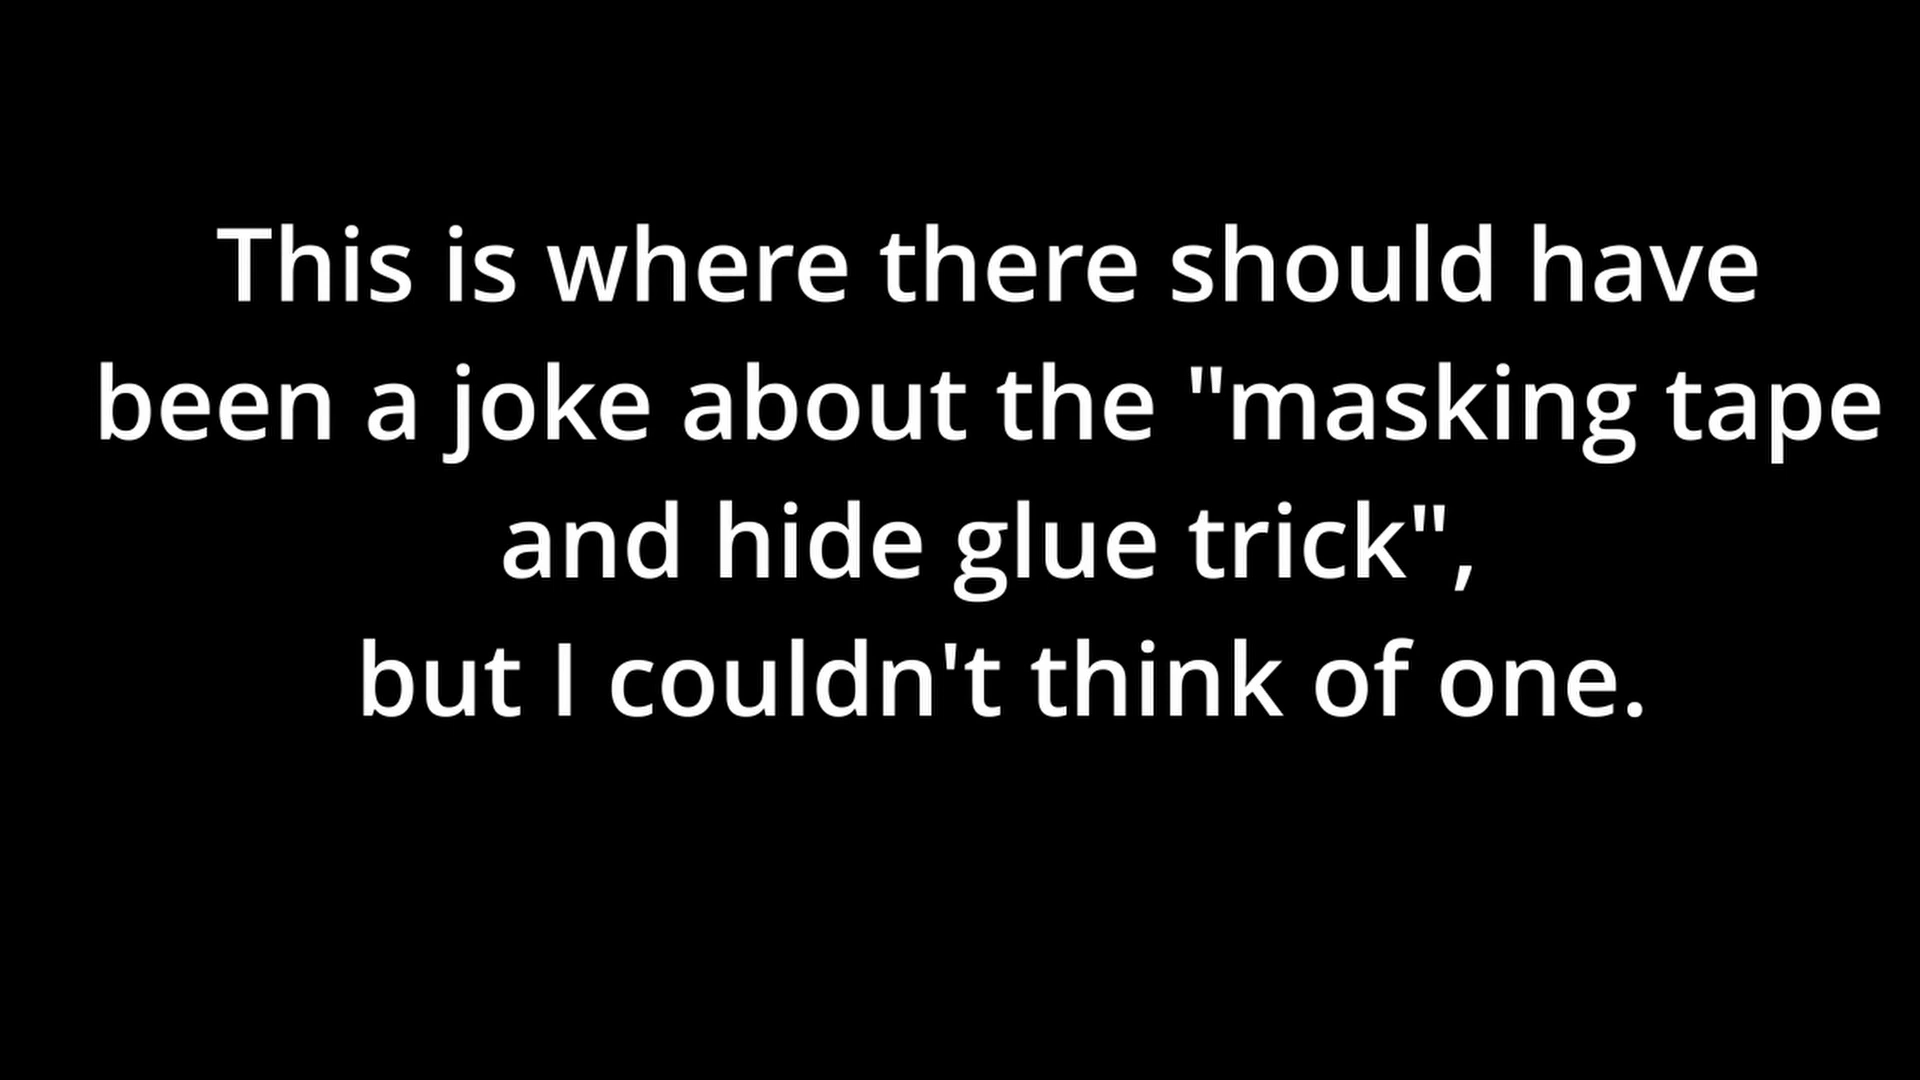 This is where there should have
been a joke about the "masking tape
and hide glue trick",
but I couldn't think of one.